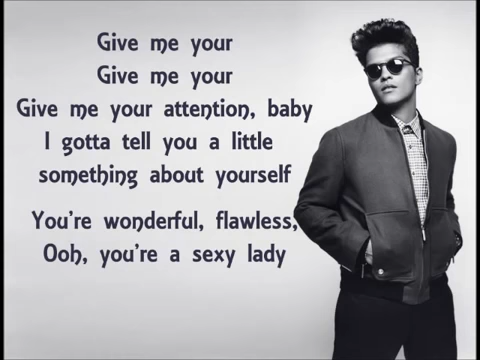 Give me your
Give me your
Give me your attention, baby
I gotta tell you a little
something about yourself
You're wonderful, flawless,
Ooh, you're a sexy lady